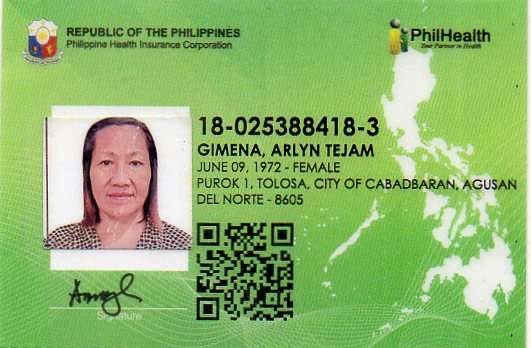 REPUBLIC OF THE PHILIPPINES
Philippine Health Insurance Corporation
PhilHealth
Your Partner in Health
18-025388418-3
GIMENA, ARLYN TEJAM
JUNE 09, 1972 - FEMALE
PUROK 1, TOLOSA, CITY OF CABADBARAN, AGUSAN
DEL NORTE - 8605
Signature